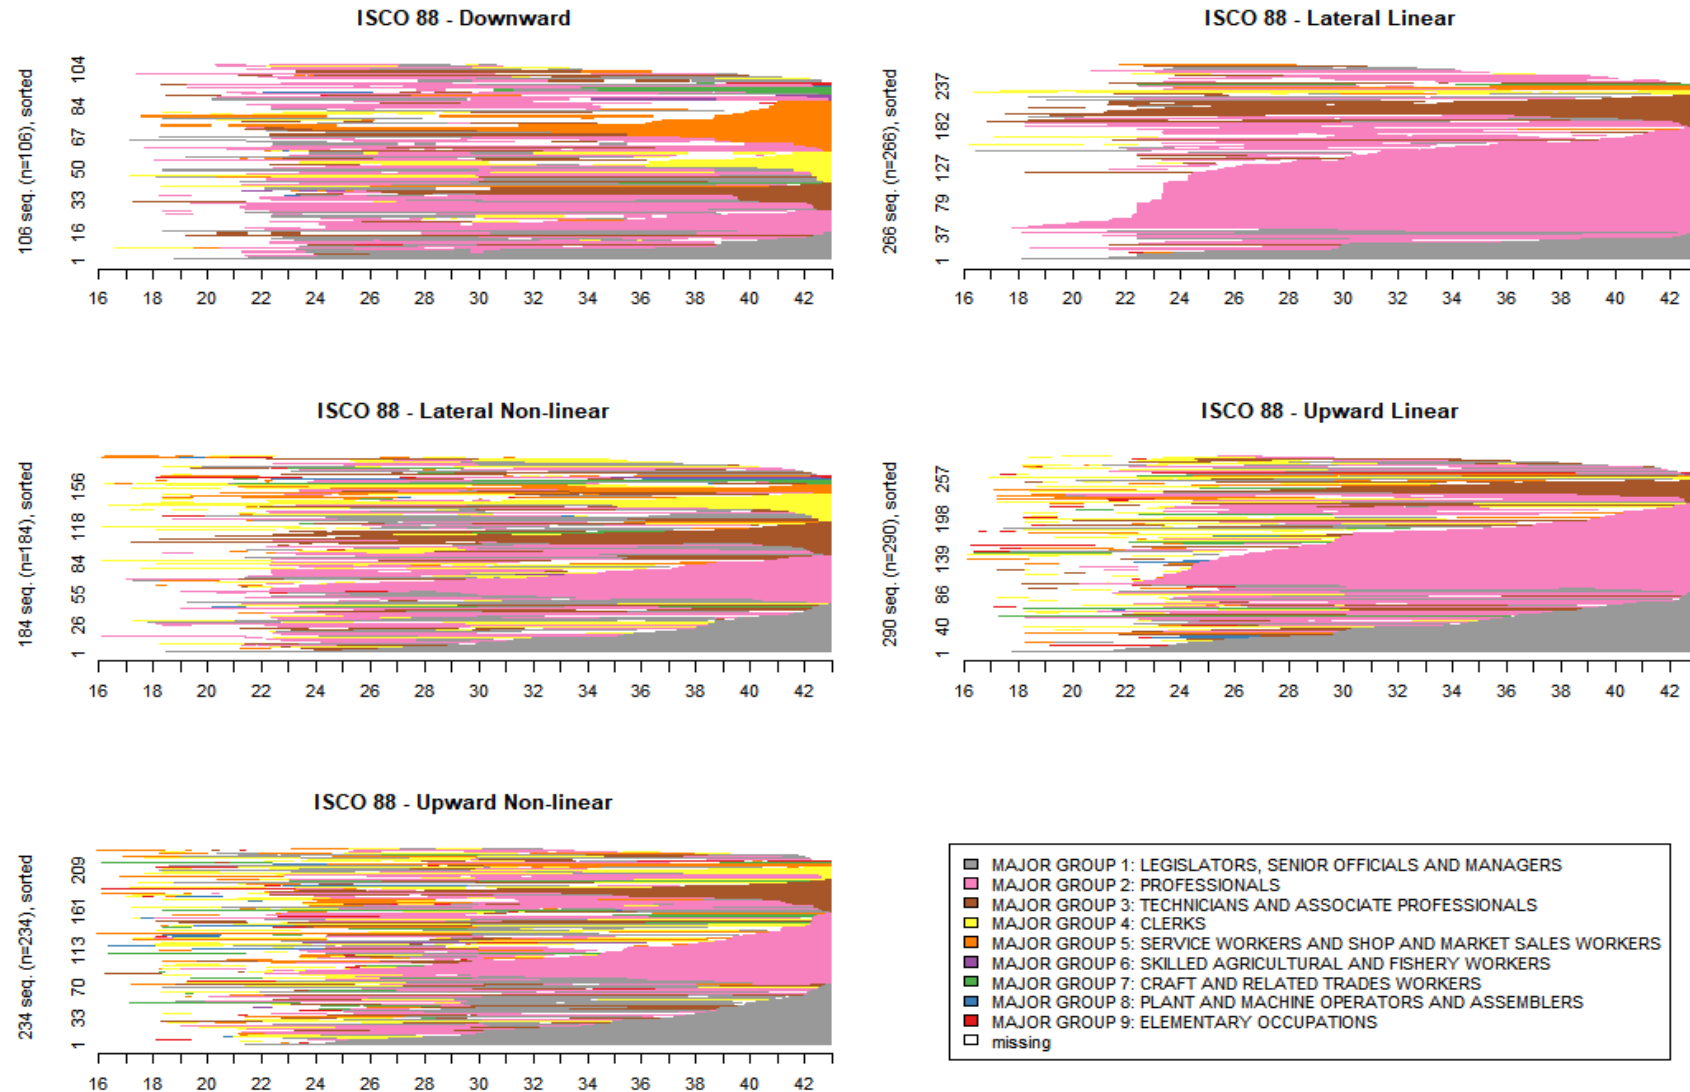 ISCO 88 - Downward
106 seq. (n=106), sorted
104
84
67
50
33
16
1
16 18 20 22 24 26 28 30 32 34 36 38 40 42
ISCO 88 - Lateral Linear
266 seq. (n=266), sorted
237
182
127
79
37
1
16 18 20 22 24 26 28 30 32 34 36 38 40 42
ISCO 88 - Lateral Non-linear
184 seq. (n=184), sorted
156
118
84
55
26
1
16 18 20 22 24 26 28 30 32 34 36 38 40 42
ISCO 88 - Upward Linear
290 seq. (n=290), sorted
257
198
139
86
40
1
16 18 20 22 24 26 28 30 32 34 36 38 40 42
ISCO 88 - Upward Non-linear
234 seq. (n=234), sorted
209
161
113
70
33
1
16 18 20 22 24 26 28 30 32 34 36 38 40 42
MAJOR GROUP 1: LEGISLATORS, SENIOR OFFICIALS AND MANAGERS
MAJOR GROUP 2: PROFESSIONALS
MAJOR GROUP 3: TECHNICIANS AND ASSOCIATE PROFESSIONALS
MAJOR GROUP 4: CLERKS
MAJOR GROUP 5: SERVICE WORKERS AND SHOP AND MARKET SALES WORKERS
MAJOR GROUP 6: SKILLED AGRICULTURAL AND FISHERY WORKERS
MAJOR GROUP 7: CRAFT AND RELATED TRADES WORKERS
MAJOR GROUP 8: PLANT AND MACHINE OPERATORS AND ASSEMBLERS
MAJOR GROUP 9: ELEMENTARY OCCUPATIONS
missing